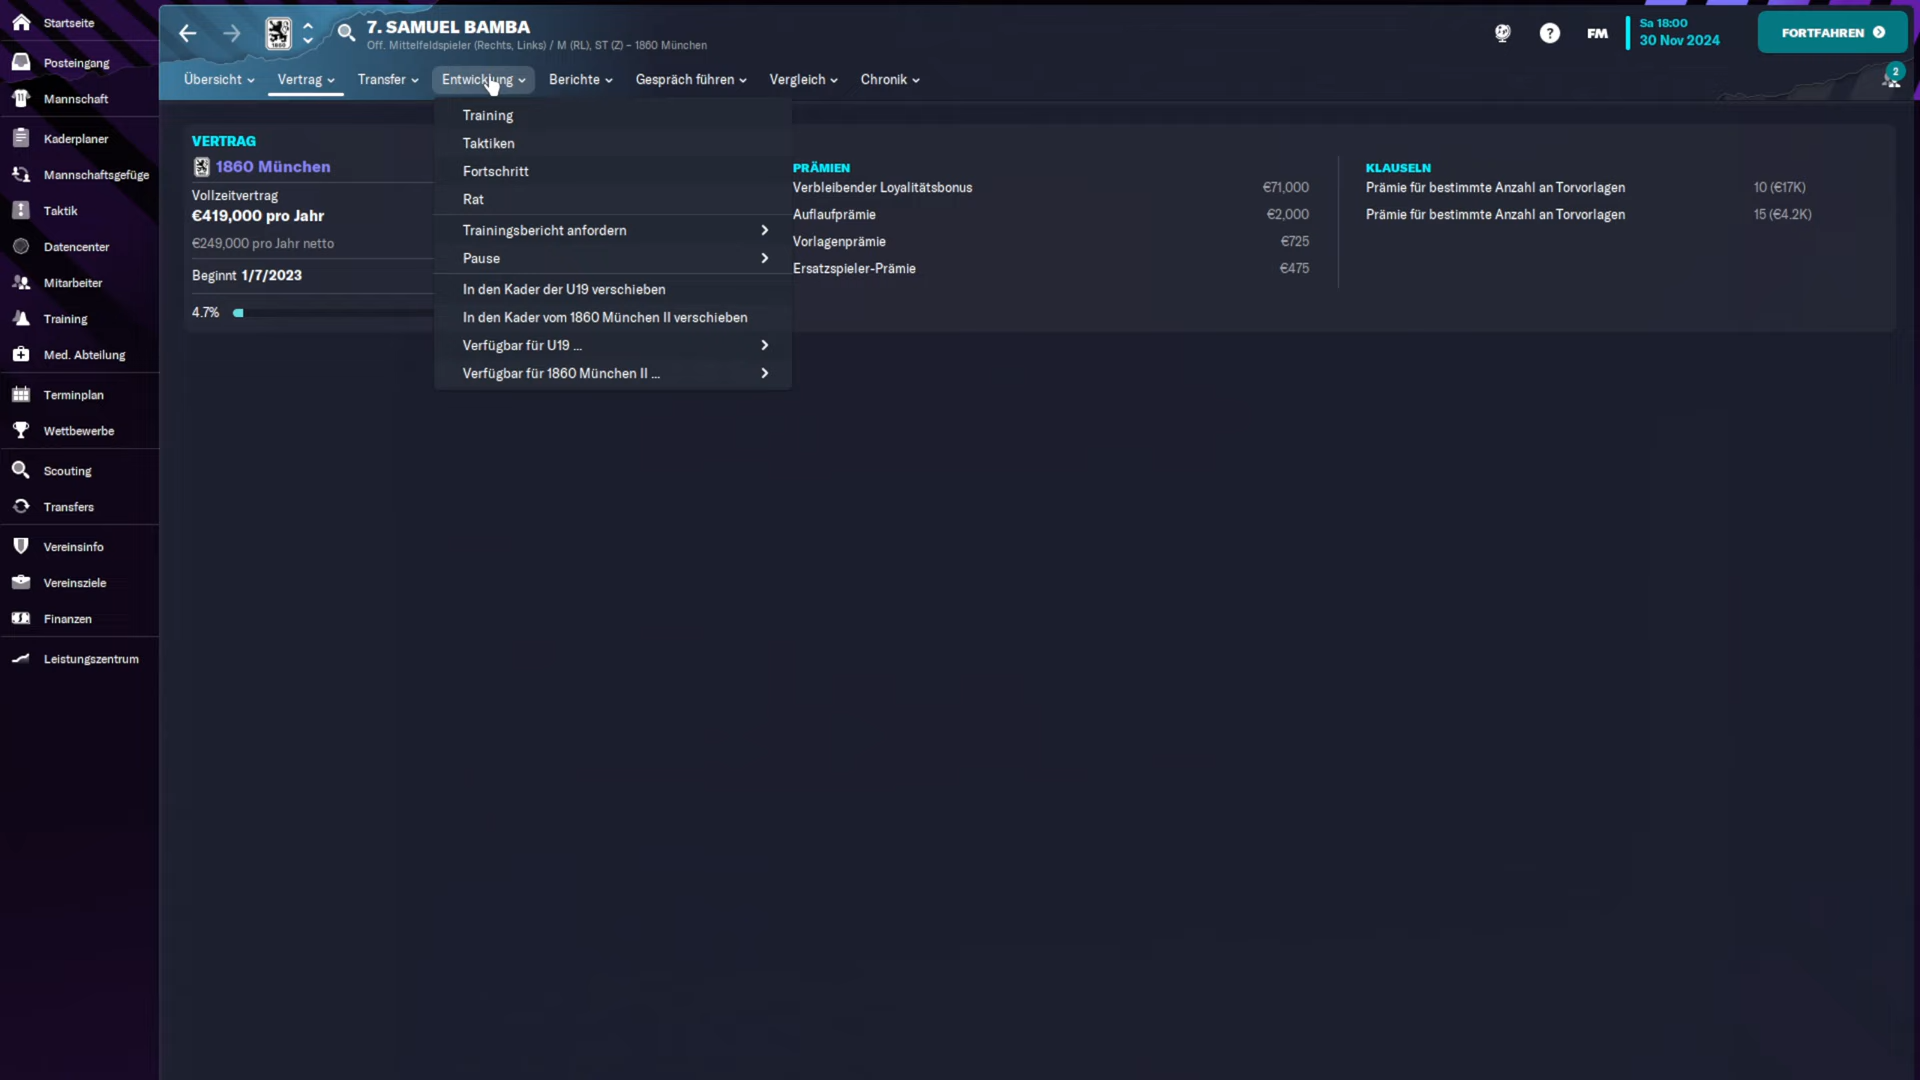 Startseite
Posteingang
Mannschaft
Kaderplaner
Mannschaftsgefüge
Taktik
Datencenter
Mitarbeiter
Training
Med. Abteilung
Terminplan
Wettbewerbe
Scouting
Transfers
Vereinsinfo
Vereinsziele
Finanzen
Leistungszentrum
7. SAMUEL BAMBA
Off. Mittelfeldspieler (Rechts, Links) / M (RL), ST (Z) - 1860 München
FM
Sa 18:00
30 Nov 2024
FORTFAHREN
2
Übersicht Vertrag Transfer Entwicklung Berichte Gespräch führen Vergleich Chronik
VERTRAG
1860 München
Vollzeitvertrag
€419,000 pro Jahr
€249,000 pro Jahr netto
Beginnt 1/7/2023
4.7%
Training
Taktiken
Fortschritt
Rat
Trainingsbericht anfordern
Pause
In den Kader der U19 verschieben
In den Kader vom 1860 München II verschieben
Verfügbar für U19 ...
Verfügbar für 1860 München II ...
PRÄMIEN
Verbleibender Loyalitätsbonus €71,000
Auflaufprämie €2,000
Vorlagenprämie €725
Ersatzspieler-Prämie €475
KLAUSELN
Prämie für bestimmte Anzahl an Torvorlagen 10 (€17K)
Prämie für bestimmte Anzahl an Torvorlagen 15 (€4.2K)